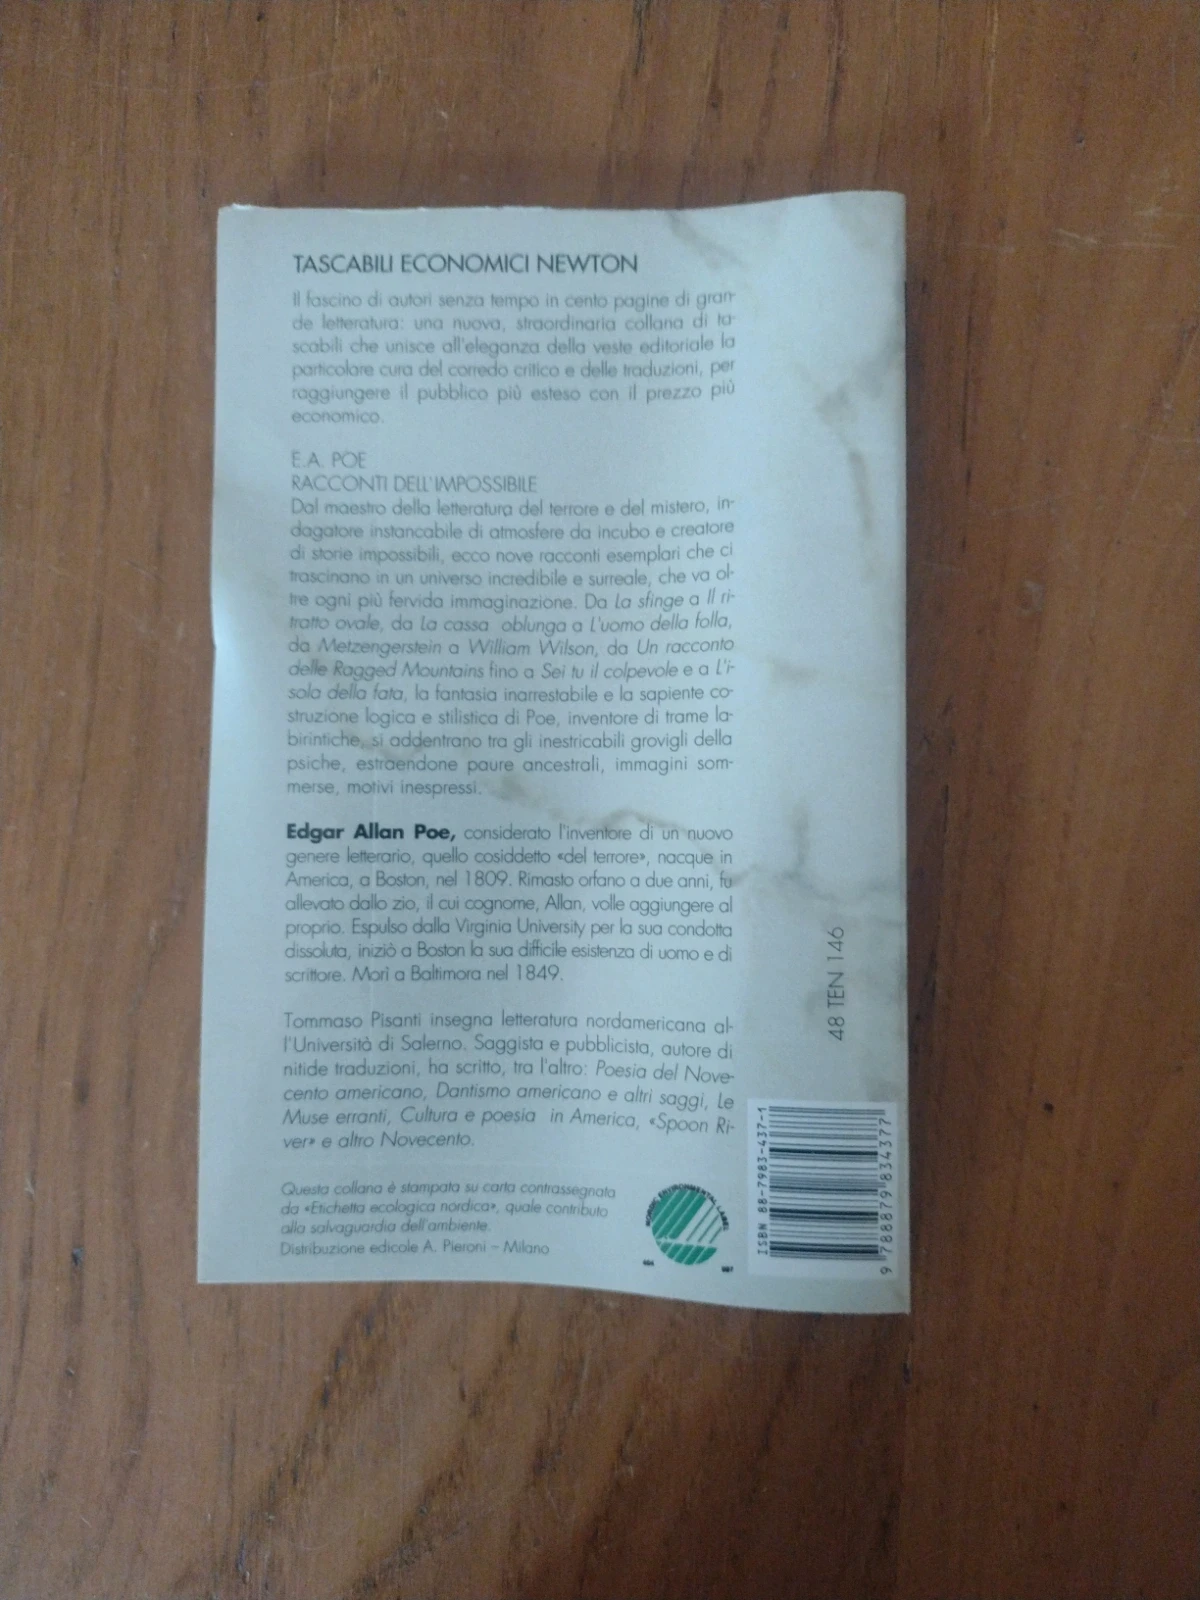 TASCABILI ECONOMICI NEWTON
Il fascino di autori senza tempo in cento pagine di gran-
de letteratura: una nuova, straordinaria collana di ta-
scabili che unisce all'eleganza della veste editoriale la
particolare cura del corredo critico e delle traduzioni, per
raggiungere il pubblico più esteso con il prezzo più
economico.
E.A. POE
RACCONTI DELL'IMPOSSIBILE
Dal maestro della letteratura del terrore e del mistero, in-
dagatore instancabile di atmosfere da incubo e creatore
di storie impossibili, ecco nove racconti esemplari che ci
trascinano in un universo incredibile e surreale, che va ol-
tre ogni più fervida immaginazione. Da La sfinge a Il ri-
tratto ovale, da La cassa oblunga a L'uomo della folla,
da Metzengerstein a William Wilson, da Un racconto
delle Ragged Mountains fino a Sei tu il colpevole e a L'i-
sola della fata, la fantasia inarrestabile e la sapiente co-
struzione logica e stilistica di Poe, inventore di trame la-
birintiche, si addentrano tra gli inestricabili grovigli della
psiche, estraendone paure ancestrali, immagini som-
merse, motivi inespressi.
Edgar Allan Poe, considerato l'inventore di un nuovo
genere letterario, quello cosiddetto «del terrore», nacque in
America, a Boston, nel 1809. Rimasto orfano a due anni, fu
allevato dallo zio, il cui cognome, Allan, volle aggiungere al
proprio. Espulso dalla Virginia University per la sua condotta
dissoluta, iniziò a Boston la sua difficile esistenza di uomo e di
scrittore. Morì a Baltimora nel 1849.
Tommaso Pisanti insegna letteratura nordamericana al-
l'Università di Salerno. Saggista e pubblicista, autore di
nitide traduzioni, ha scritto, tra l'altro: Poesia del Nove-
cento americano, Dantismo americano e altri saggi, Le
Muse erranti, Cultura e poesia in America, «Spoon Ri-
ver» e altro Novecento.
Questa collana è stampata su carta contrassegnata
da «Etichetta ecologica nordica», quale contributo
alla salvaguardia dell'ambiente.
Distribuzione edicole A. Pieroni – Milano
NORDIC ENVIRONMENTAL LABEL
48 TEN 146
ISBN 88-7983-437-1
9 788879 834377